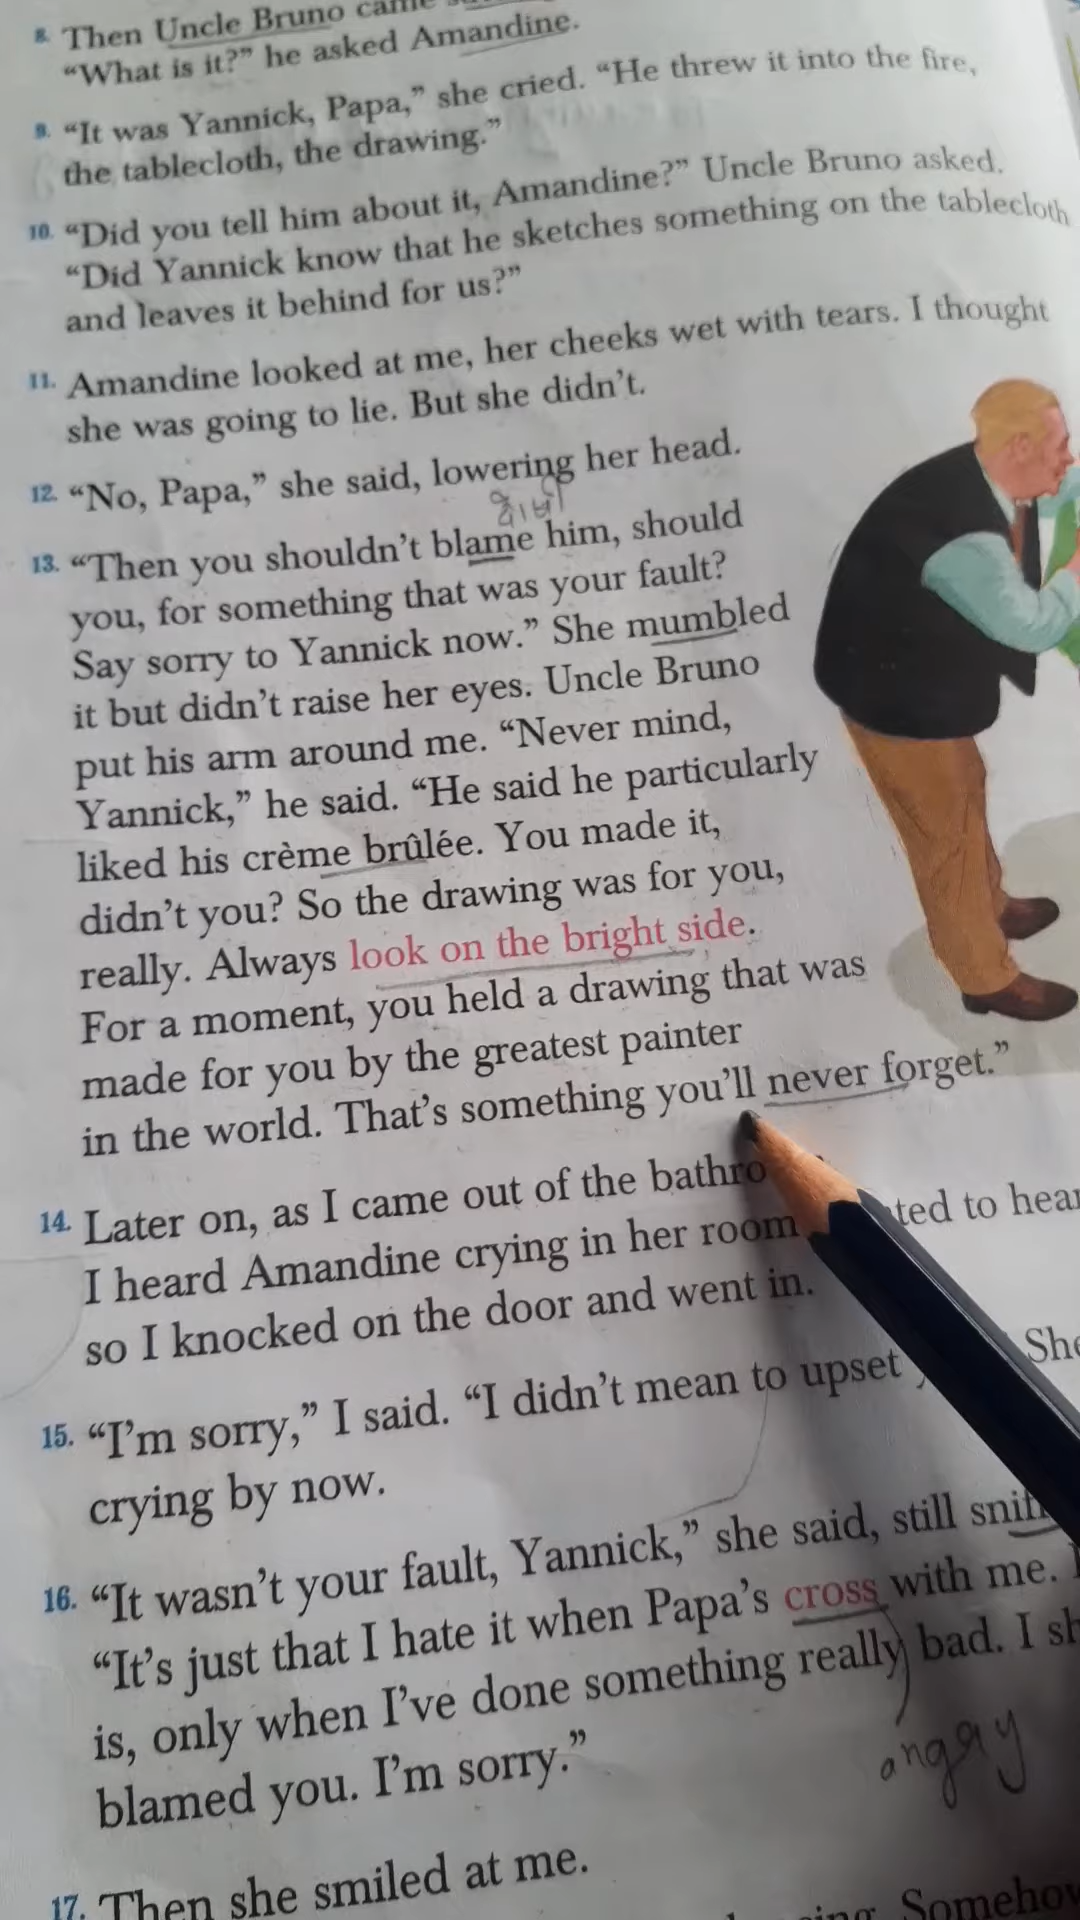 8. Then Uncle Bruno came
“What is it?” he asked Amandine.
9. “It was Yannick, Papa,” she cried. “He threw it into the fire,
the tablecloth, the drawing.”
10. “Did you tell him about it, Amandine?” Uncle Bruno asked.
“Did Yannick know that he sketches something on the tablecloth
and leaves it behind for us?”
11. Amandine looked at me, her cheeks wet with tears. I thought
she was going to lie. But she didn’t.
12. “No, Papa,” she said, lowering her head.
13. “Then you shouldn’t blame him, should
you, for something that was your fault?
Say sorry to Yannick now.” She mumbled
it but didn’t raise her eyes. Uncle Bruno
put his arm around me. “Never mind,
Yannick,” he said. “He said he particularly
liked his crème brûlée. You made it,
didn’t you? So the drawing was for you,
really. Always look on the bright side.
For a moment, you held a drawing that was
made for you by the greatest painter
in the world. That’s something you’ll never forget.”
14. Later on, as I came out of the
I heard Amandine crying in her room
so I knocked on the door and went in.
15. “I’m sorry,” I said. “I didn’t mean to upset She
crying by now.
16. “It wasn’t your fault, Yannick,” she said, still
“It’s just that I hate it when Papa’s cross with me.
is, only when I’ve done something really bad. I
angay
blamed you. I’m sorry.”
17. Then she smiled at me.